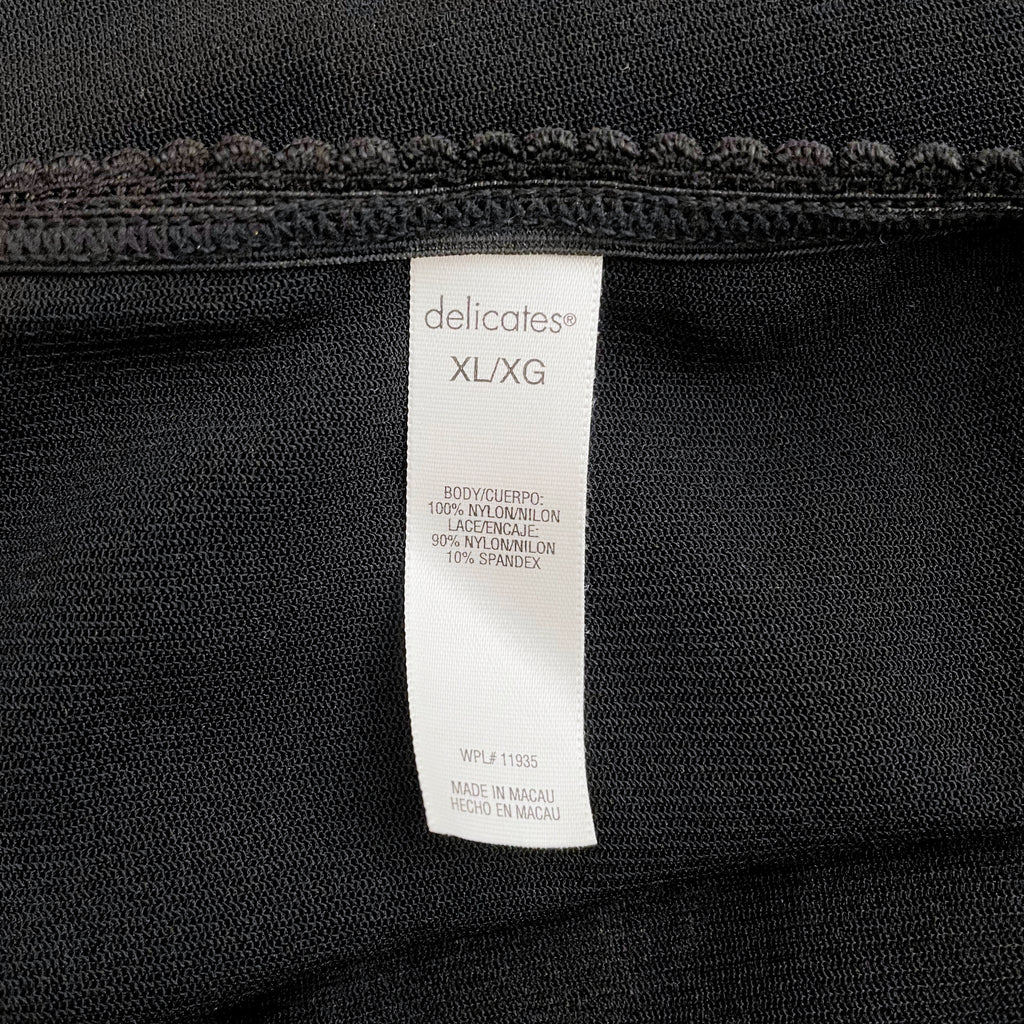 delicates®
XL/XG
BODY/CUERPO:
100% NYLON/NILON
LACE/ENCAJE:
90% NYLON/NILON
10% SPANDEX
WPL# 11935
MADE IN MACAU
HECHO EN MACAU